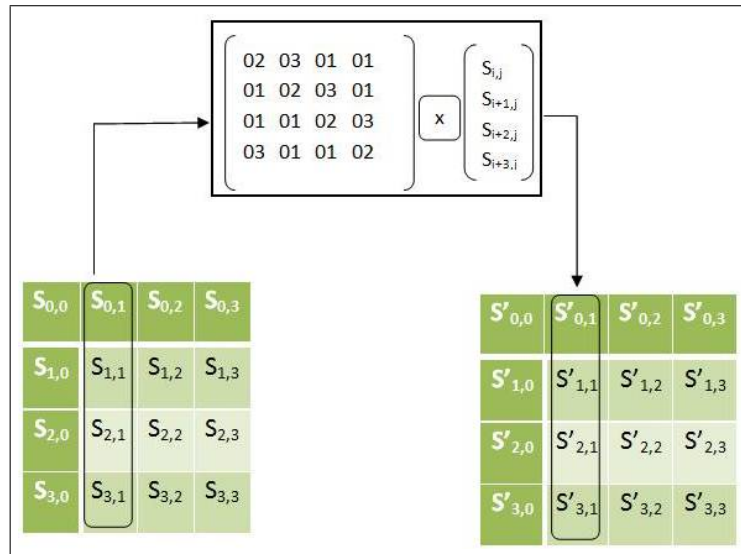 02 03 01 01
01 02 03 01
01 01 02 03
03 01 01 02
x
S i,j
S i+1,j
S i+2,j
S i+3,j
S0,0 S0,1 S0,2 S0,3
S1,0 S1,1 S1,2 S1,3
S2,0 S2,1 S2,2 S2,3
S3,0 S3,1 S3,2 S3,3
S'0,0 S'0,1 S'0,2 S'0,3
S'1,0 S'1,1 S'1,2 S'1,3
S'2,0 S'2,1 S'2,2 S'2,3
S'3,0 S'3,1 S'3,2 S'3,3